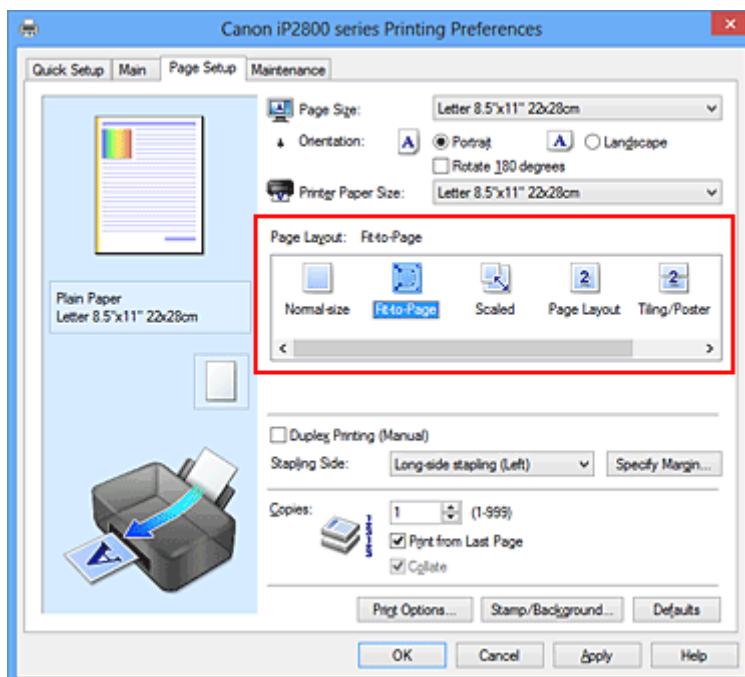 Canon iP2800 series Printing Preferences
Quick Setup Main Page Setup Maintenance
Page Size: Letter 8.5"x11" 22x28cm
Orientation: A Portrait A Landscape
Rotate 180 degrees
Printer Paper Size: Letter 8.5"x11" 22x28cm
Page Layout: Fit-to-Page
2 2
Normal-size Fit-to-Page Scaled Page Layout Tiling/Poster
Plain Paper
Letter 8.5"x11" 22x28cm
Duplex Printing (Manual)
Stapling Side: Long-side stapling (Left) Specify Margin...
Copies: 1 (1-999)
Print from Last Page
Collate
A
Print Options... Stamp/Background... Defaults
OK Cancel Apply Help